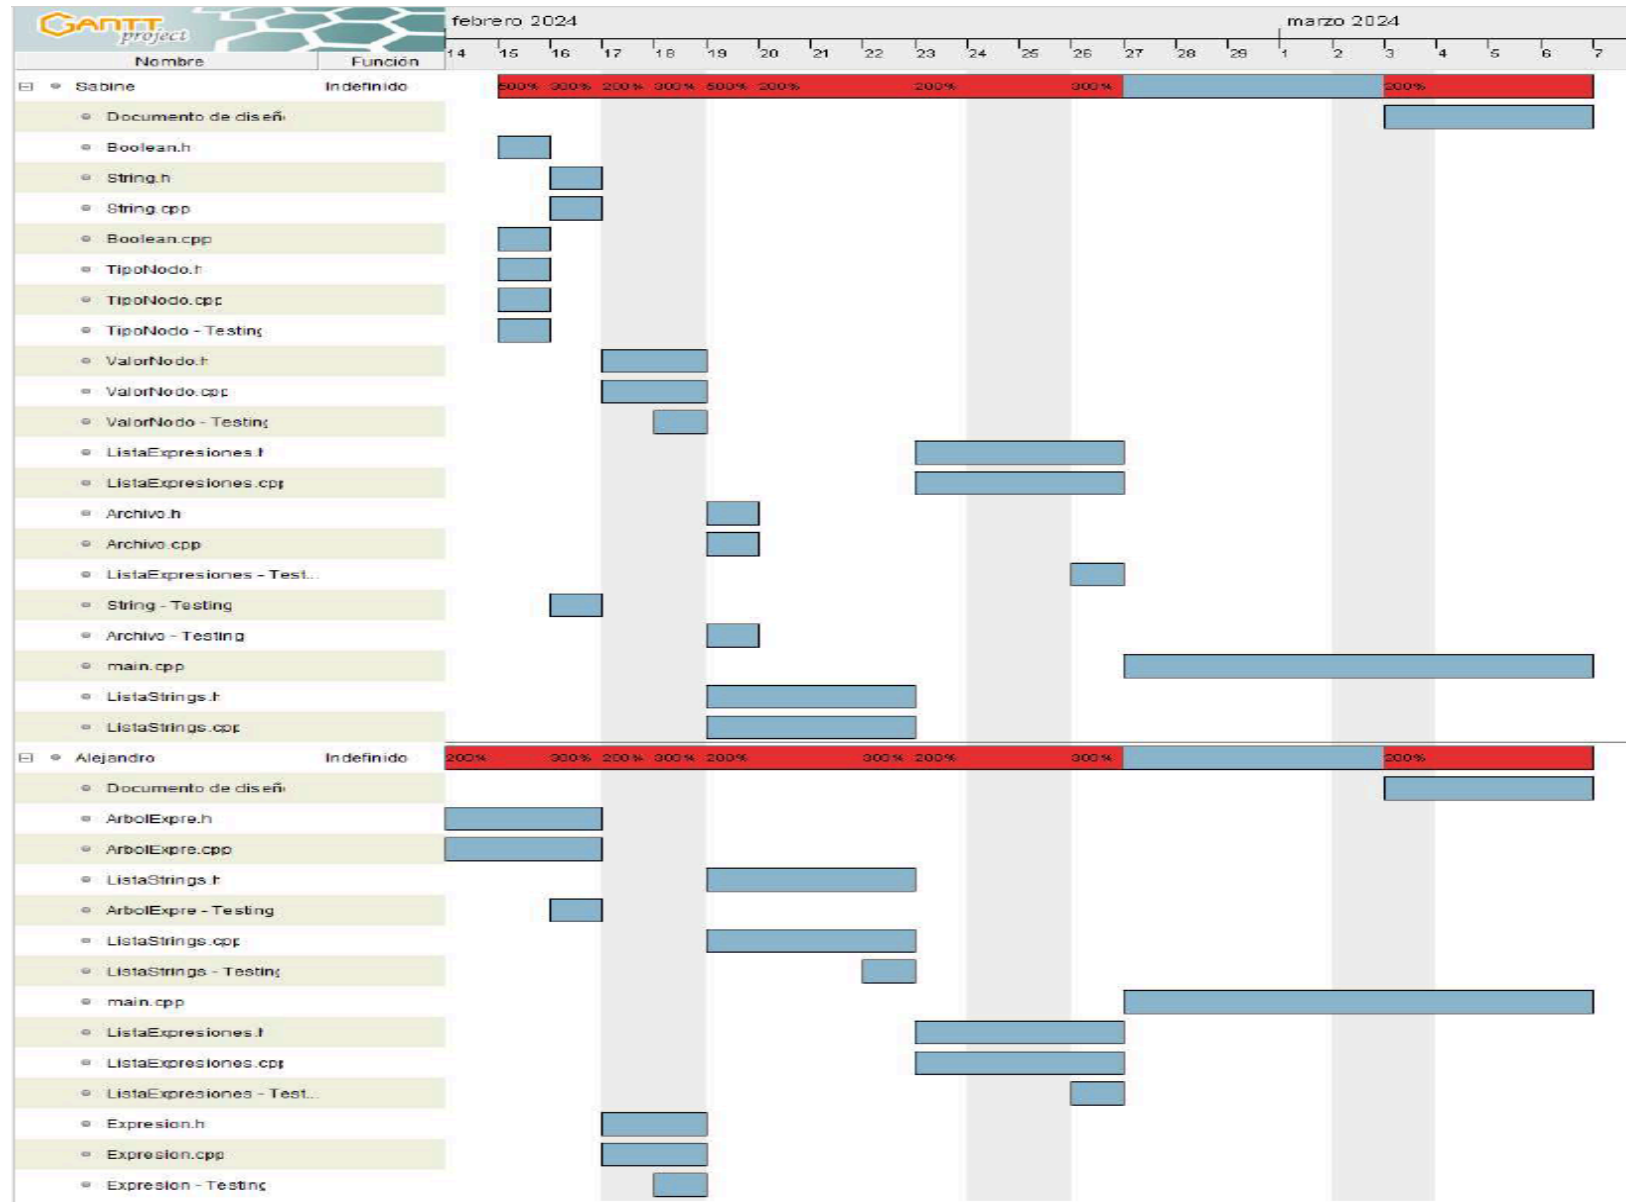 GANTT project
febrero 2024 marzo 2024
Nombre Función
14 15 16 17 18 19 20 21 22 23 24 25 26 27 28 29 1 2 3 4 5 6 7
Sabine Indefinido 500% 300% 200% 300% 500% 200% 200% 300% 200%
Documento de diseñ
Boolean.h
String.h
String.cpp
Boolean.cpp
TipoNodo.h
TipoNodo.cpp
TipoNodo - Testing
ValorNodo.h
ValorNodo.cpp
ValorNodo - Testing
ListaExpresiones.h
ListaExpresiones.cpp
Archivo.h
Archivo.cpp
ListaExpresiones - Test...
String - Testing
Archivo - Testing
main.cpp
ListaStrings.h
ListaStrings.cpp
Alejandro Indefinido 200% 300% 200% 300% 200% 300% 200% 300% 200%
Documento de diseñ
ArbolExpre.h
ArbolExpre.cpp
ListaStrings.h
ArbolExpre - Testing
ListaStrings.cpp
ListaStrings - Testing
main.cpp
ListaExpresiones.h
ListaExpresiones.cpp
ListaExpresiones - Test...
Expresion.h
Expresion.cpp
Expresion - Testing